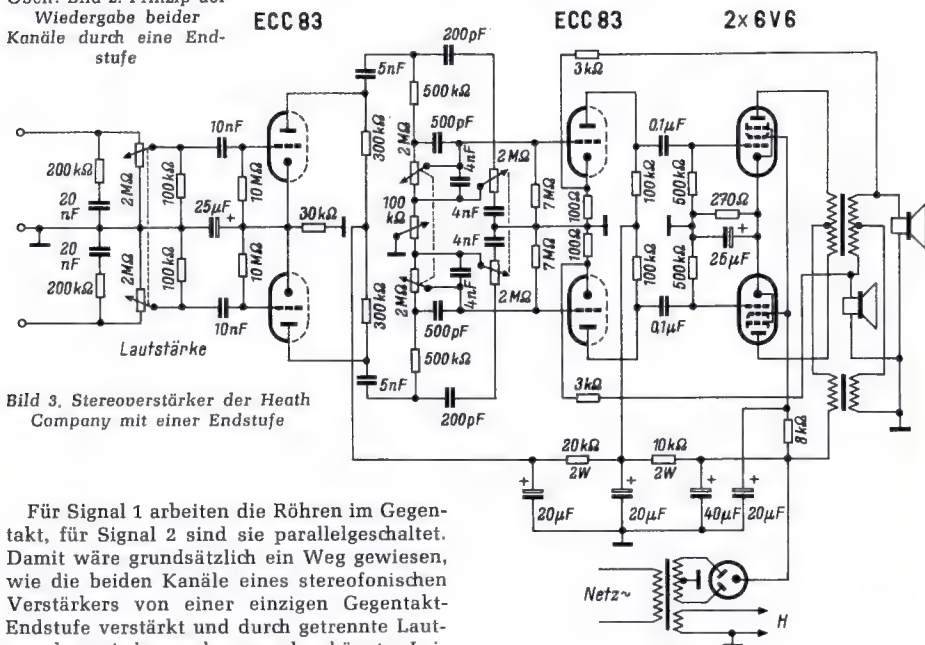 Wiedergabe beider
Kanäle durch eine End-
stufe
ECC 83
ECC 83
2× 6V6
200pF
3kΩ
5nF
500kΩ
10nF
500pF
0,1µF
200kΩ
2MΩ
300kΩ
2MΩ
2MΩ
4nF
20
nF
100kΩ
25µF
+
10MΩ
30kΩ
100
kΩ
4nF
7MΩ
100Ω
100kΩ
500kΩ
270Ω
+
25µF
20
nF
200kΩ
2MΩ
100kΩ
10MΩ
300kΩ
2MΩ
4nF
4nF
2MΩ
7MΩ
100Ω
100kΩ
500kΩ
10nF
500pF
0,1µF
Lautstärke
500kΩ
5nF
200pF
3kΩ
8kΩ
Bild 3. Stereoverstärker der Heath
Company mit einer Endstufe
20kΩ
2W
10kΩ
2W
+
20µF
+
20µF
+
40µF
+
20µF
Für Signal 1 arbeiten die Röhren im Gegen-
takt, für Signal 2 sind sie parallelgeschaltet.
Damit wäre grundsätzlich ein Weg gewiesen,
wie die beiden Kanäle eines stereofonischen
Verstärkers von einer einzigen Gegentakt-
Endstufe verstärkt und durch getrennte Laut-
Netz~
H